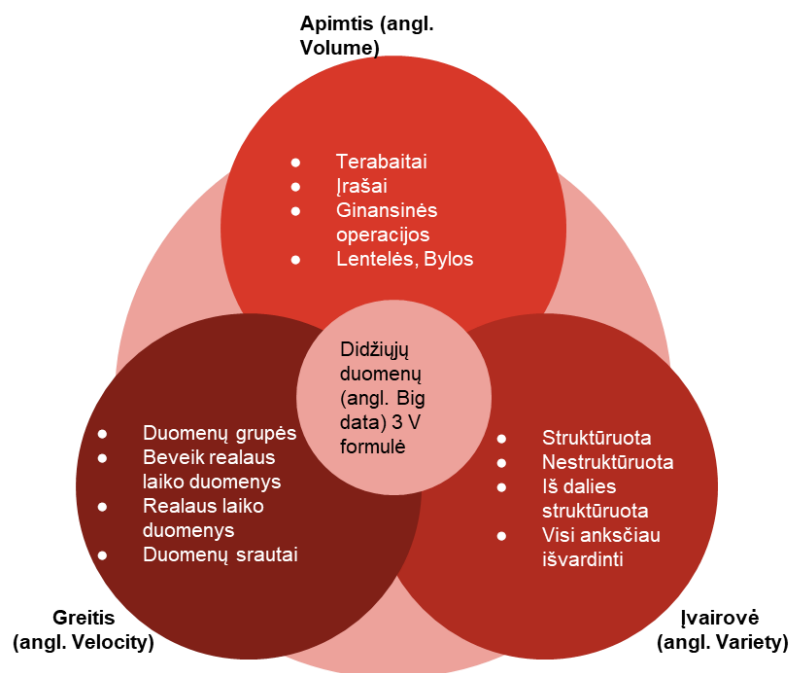 Apimtis (angl.
Volume)
● Terabaitai
● Įrašai
● Ginansinės
operacijos
● Lentelės, Bylos
Didžiųjų
duomenų
(angl. Big
data) 3 V
formulė
● Duomenų grupės
● Beveik realaus
laiko duomenys
● Realaus laiko
duomenys
● Duomenų srautai
● Struktūruota
● Nestruktūruota
● Iš dalies
struktūruota
● Visi anksčiau
išvardinti
Greitis
(angl. Velocity)
Įvairovė
(angl. Variety)